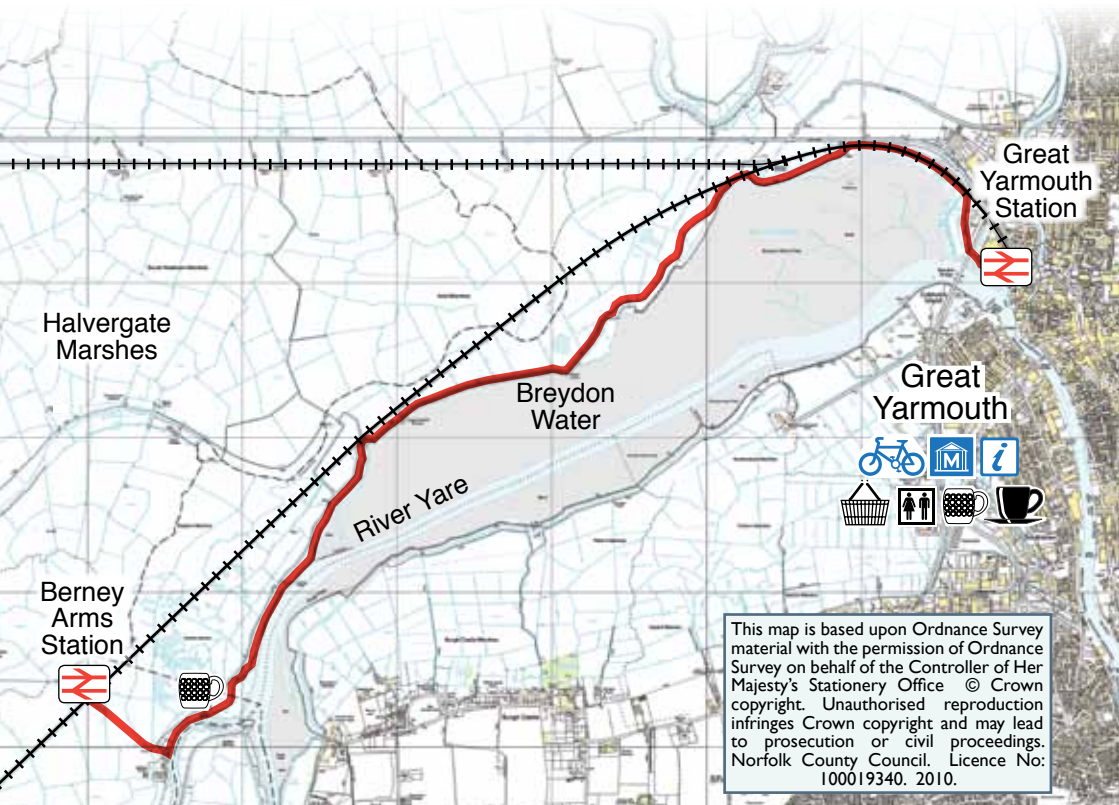 Great
Yarmouth
Station
Halvergate
Marshes
Breydon
Water
Great
Yarmouth
M
i
River Yare
Berney
Arms
Station
This map is based upon Ordnance Survey
material with the permission of Ordnance
Survey on behalf of the Controller of Her
Majesty's Stationery Office © Crown
copyright. Unauthorised reproduction
infringes Crown copyright and may lead
to prosecution or civil proceedings.
Norfolk County Council. Licence No:
100019340. 2010.